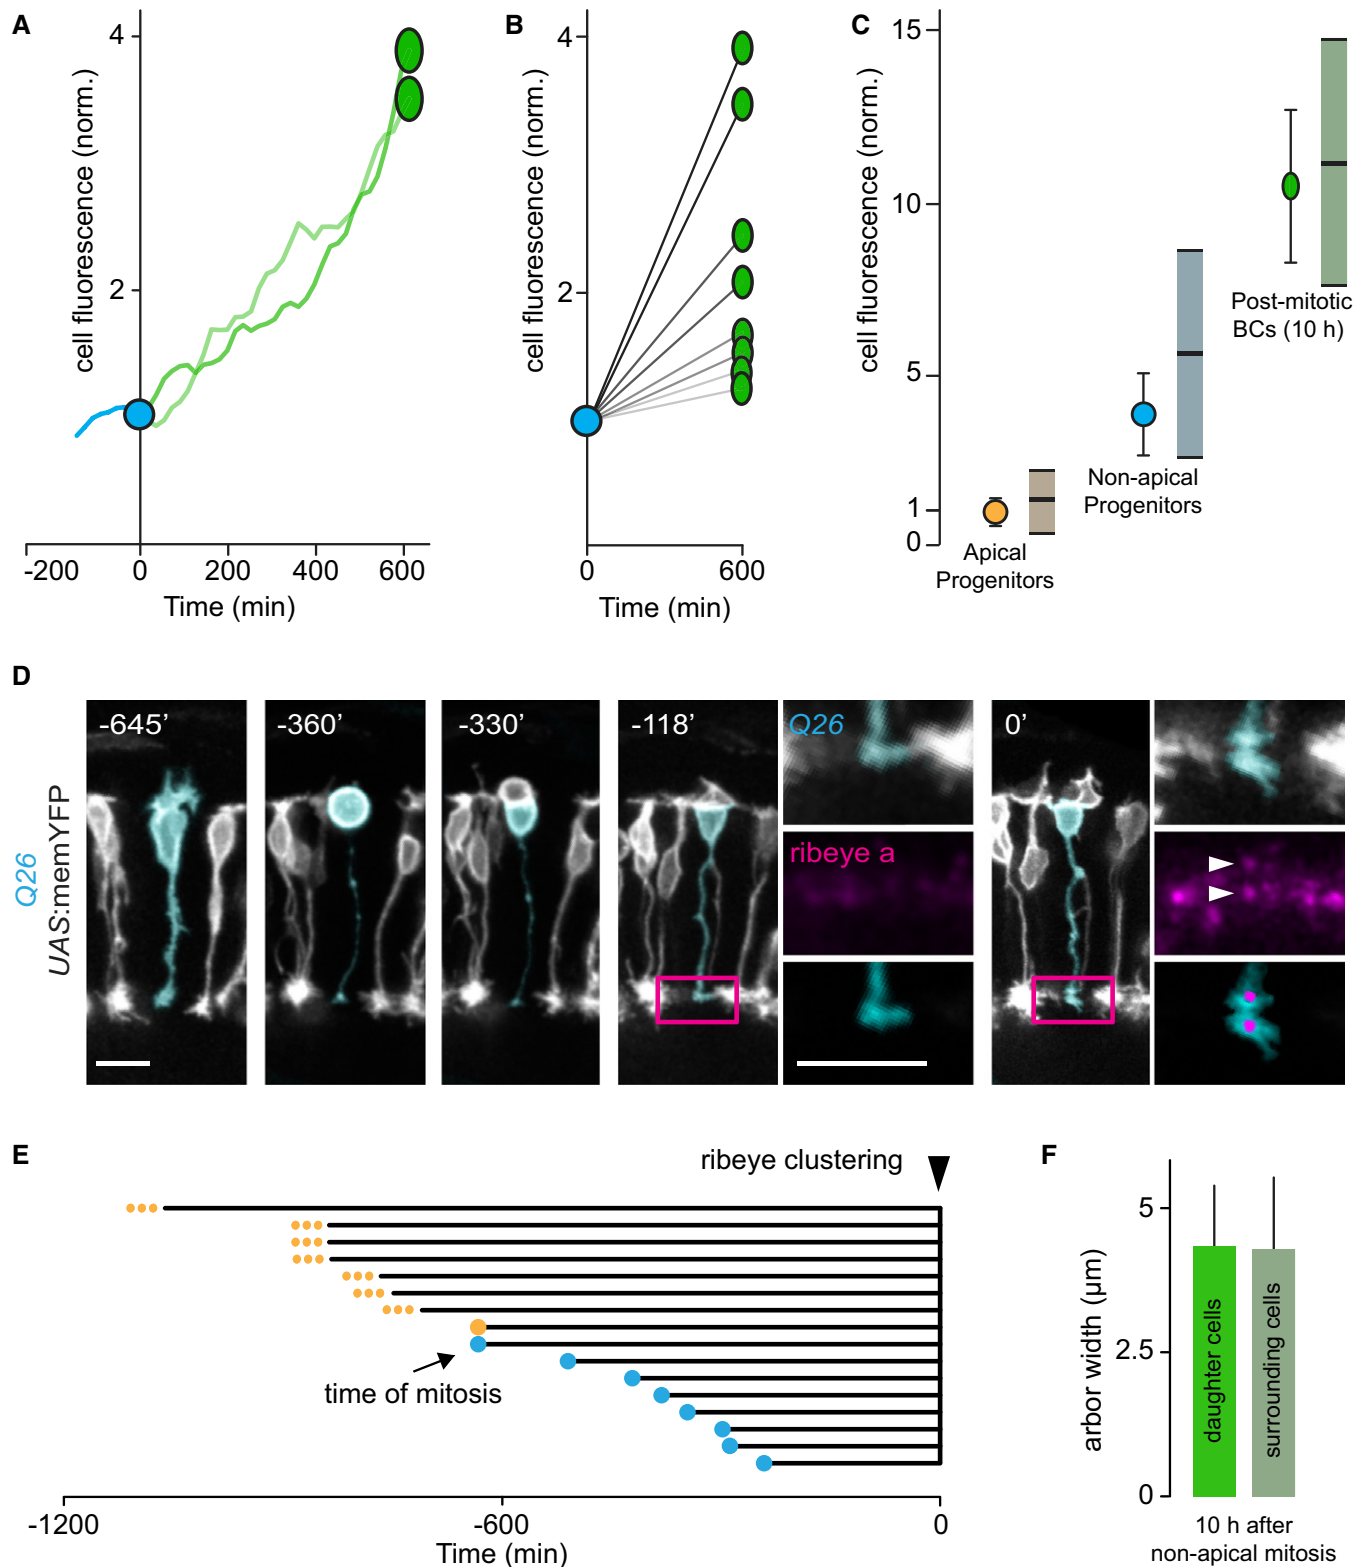 A
cell fluorescence (norm.)
4
2
-200
0
200
400
600
Time (min)
B
cell fluorescence (norm.)
4
2
0
600
Time (min)
C
cell fluorescence (norm.)
15
10
5
1
0
Apical
Progenitors
Non-apical
Progenitors
Post-mitotic
BCs (10 h)
D
Q26
UAS:memYFP
-645’
-360’
-330’
-118’
Q26
ribeye a
0’
E
ribeye clustering
time of mitosis
-1200
-600
0
Time (min)
F
arbor width (µm)
5
2.5
0
daughter cells
surrounding cells
10 h after
non-apical mitosis